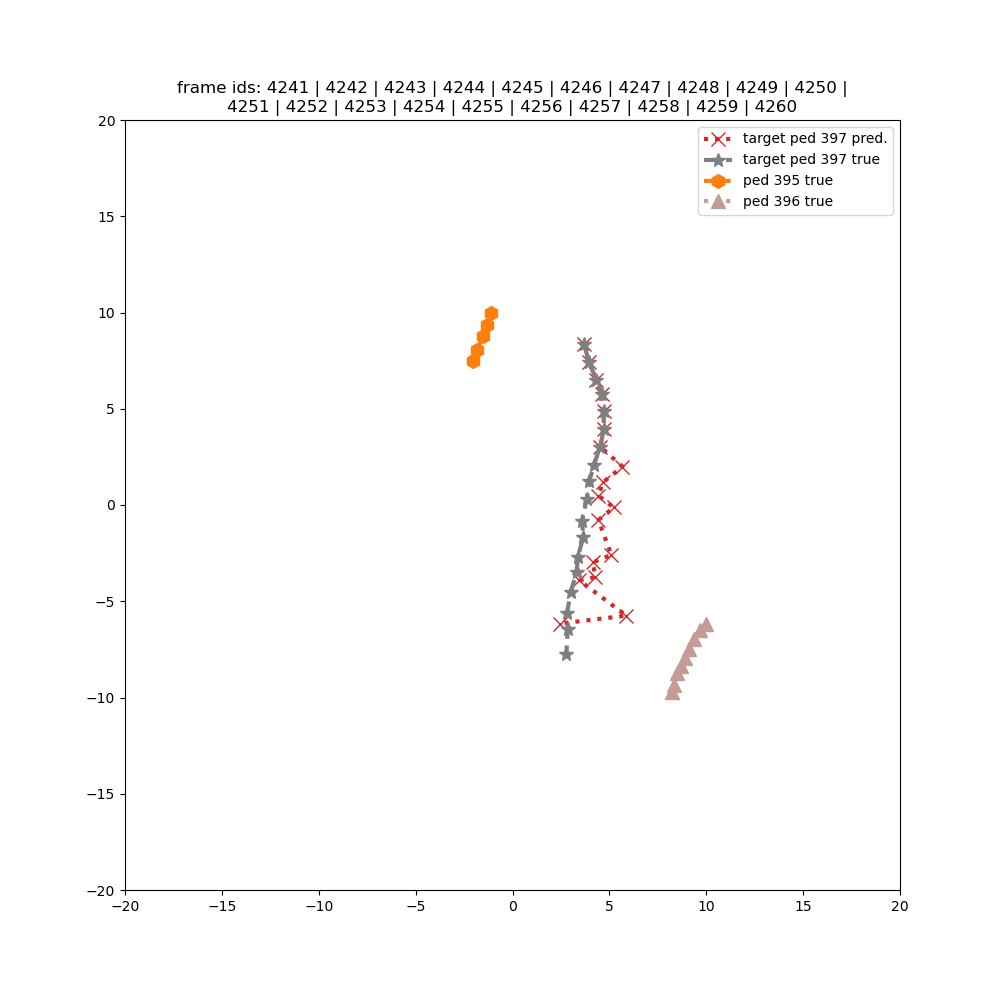 frame ids: 4241 | 4242 | 4243 | 4244 | 4245 | 4246 | 4247 | 4248 | 4249 | 4250 |
4251 | 4252 | 4253 | 4254 | 4255 | 4256 | 4257 | 4258 | 4259 | 4260
target ped 397 pred.
target ped 397 true
ped 395 true
ped 396 true
20
15
10
5
0
−5
−10
−15
−20
−20 −15 −10 −5 0 5 10 15 20